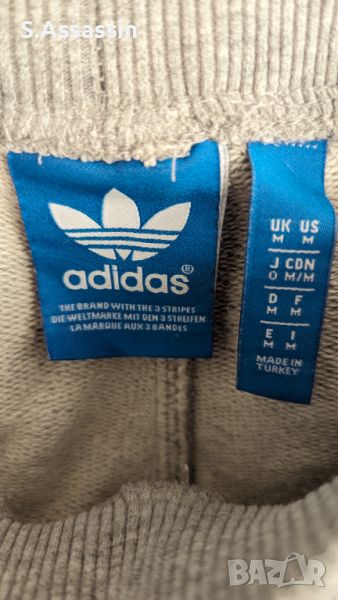 S.Assassin
adidas®
THE BRAND WITH THE 3 STRIPES
DIE WELTMARKE MIT DEN 3 STREIFEN
LA MARQUE AUX 3 BANDES
UK US
M M
J CDN
O M/M
D F
M M
E I
M M
MADE IN
TURKEY
BAZAR